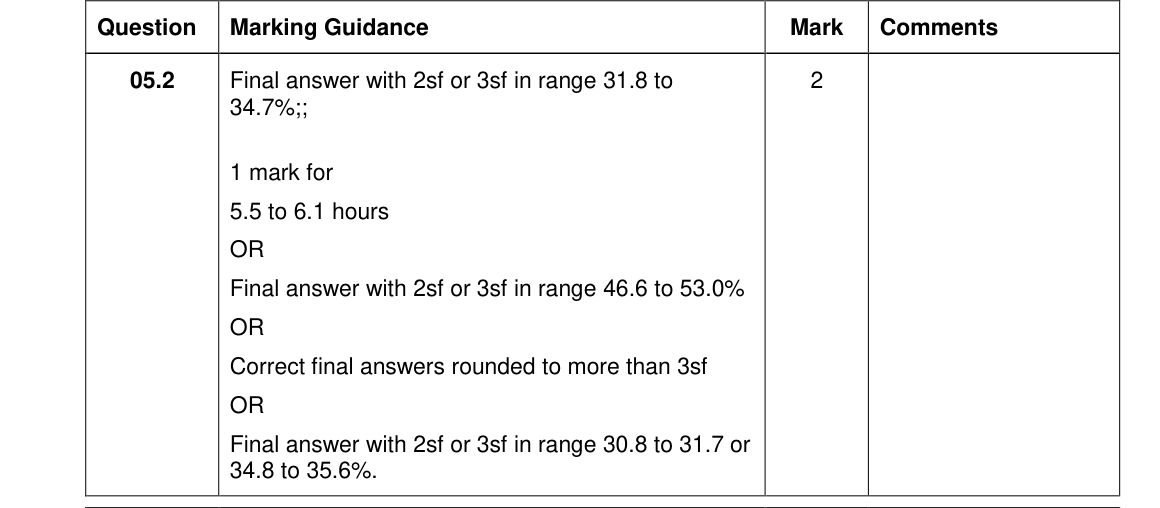 Question Marking Guidance Mark Comments
05.2 Final answer with 2sf or 3sf in range 31.8 to 2
34.7%;;
1 mark for
5.5 to 6.1 hours
OR
Final answer with 2sf or 3sf in range 46.6 to 53.0%
OR
Correct final answers rounded to more than 3sf
OR
Final answer with 2sf or 3sf in range 30.8 to 31.7 or
34.8 to 35.6%.